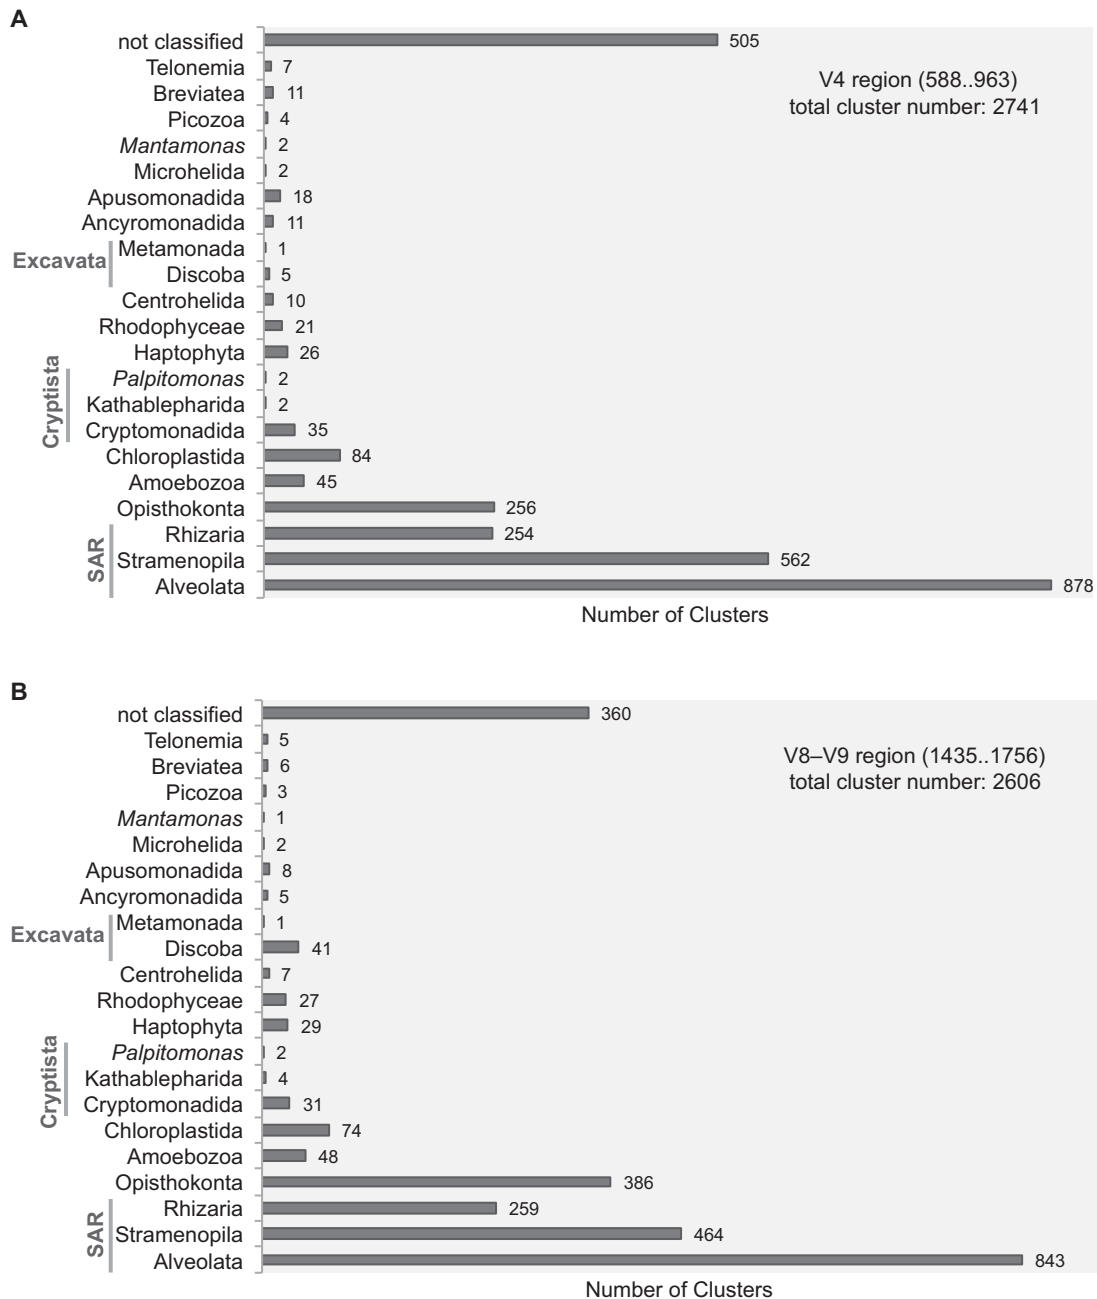 A
not classified 505
Telonemia 7
V4 region (588..963)
Breviatea 11
total cluster number: 2741
Picozoa 4
Mantamonas 2
Microhelida 2
Apusomonadida 18
Ancyromonadida 11
Excavata
Metamonada 1
Discoba 5
Centrohelida 10
Rhodophyceae 21
Haptophyta 26
Cryptista
Palpitomonas 2
Kathablepharida 2
Cryptomonadida 35
Chloroplastida 84
Amoebozoa 45
Opisthokonta 256
SAR
Rhizaria 254
Stramenopila 562
Alveolata 878
Number of Clusters
B
not classified 360
Telonemia 5
V8–V9 region (1435..1756)
Breviatea 6
total cluster number: 2606
Picozoa 3
Mantamonas 1
Microhelida 2
Apusomonadida 8
Ancyromonadida 5
Excavata
Metamonada 1
Discoba 41
Centrohelida 7
Rhodophyceae 27
Haptophyta 29
Cryptista
Palpitomonas 2
Kathablepharida 4
Cryptomonadida 31
Chloroplastida 74
Amoebozoa 48
Opisthokonta 386
SAR
Rhizaria 259
Stramenopila 464
Alveolata 843
Number of Clusters